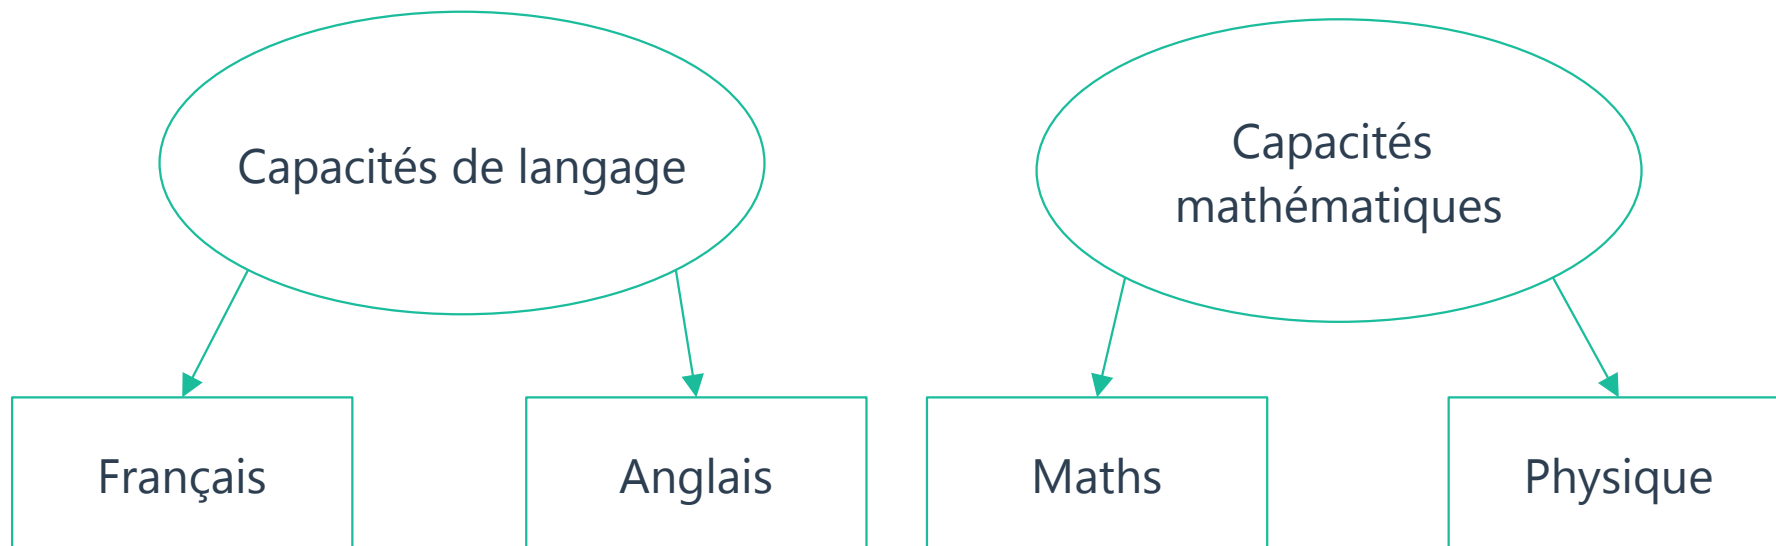 Capacités de langage
Capacités
mathématiques
Français
Anglais
Maths
Physique